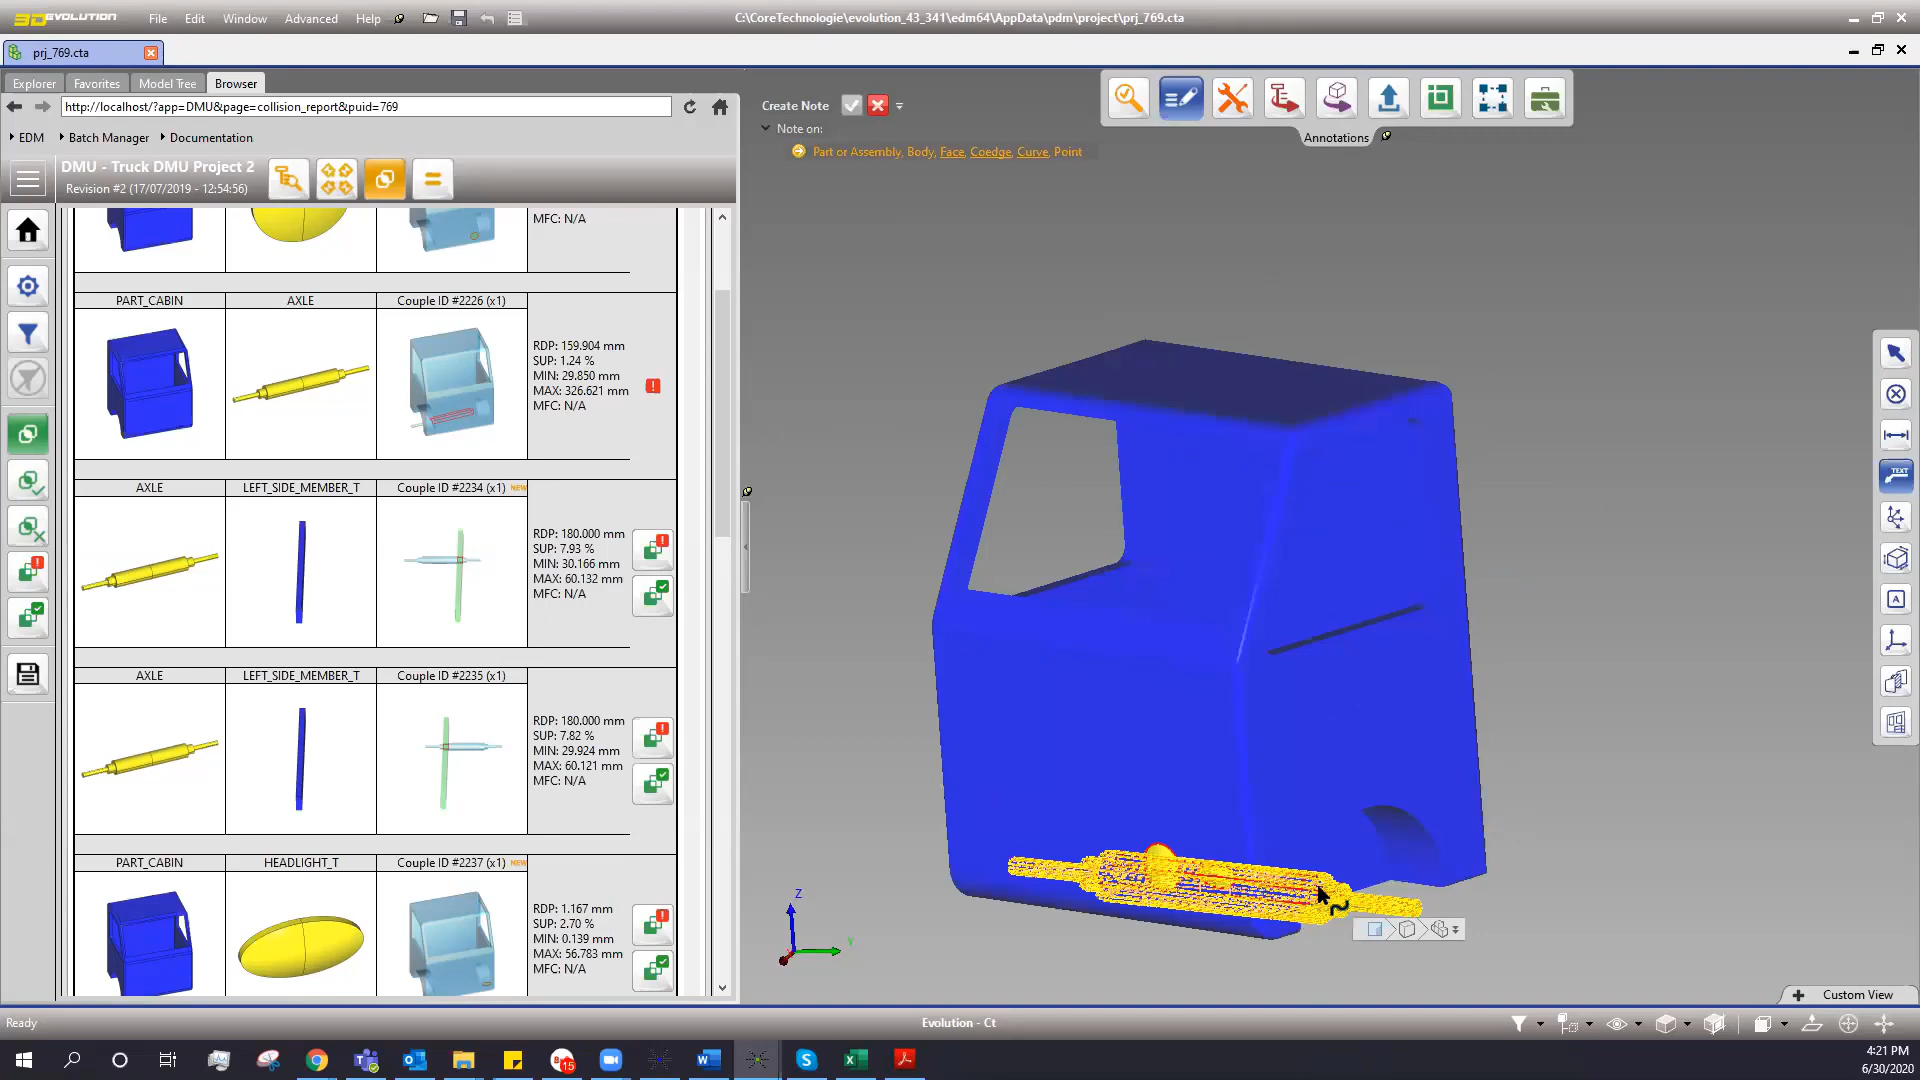 3DEVOLUTION
File Edit Window Advanced Help
C:\CoreTechnologie\evolution_43_341\edm64\AppData\pdm\project\prj_769.cta
prj_769.cta
Explorer Favorites Model Tree Browser
http://localhost/?app=DMU&page=collision_report&puid=769
EDM Batch Manager Documentation
DMU - Truck DMU Project 2
Revision #2 (17/07/2019 - 12:54:56)
MFC: N/A
PART_CABIN AXLE Couple ID #2226 (x1)
RDP: 159.904 mm
SUP: 1.24 %
MIN: 29.850 mm
MAX: 326.621 mm
MFC: N/A
AXLE LEFT_SIDE_MEMBER_T Couple ID #2234 (x1) NEW
RDP: 180.000 mm
SUP: 7.93 %
MIN: 30.166 mm
MAX: 60.132 mm
MFC: N/A
AXLE LEFT_SIDE_MEMBER_T Couple ID #2235 (x1)
RDP: 180.000 mm
SUP: 7.82 %
MIN: 29.924 mm
MAX: 60.121 mm
MFC: N/A
PART_CABIN HEADLIGHT_T Couple ID #2237 (x1) NEW
RDP: 1.167 mm
SUP: 2.70 %
MIN: 0.139 mm
MAX: 56.783 mm
MFC: N/A
Create Note
Note on:
Part or Assembly, Body, Face, Coedge, Curve, Point
Annotations
TEXT
A
Z
Y
Custom View
Ready
Evolution - Ct
15
4:21 PM
6/30/2020